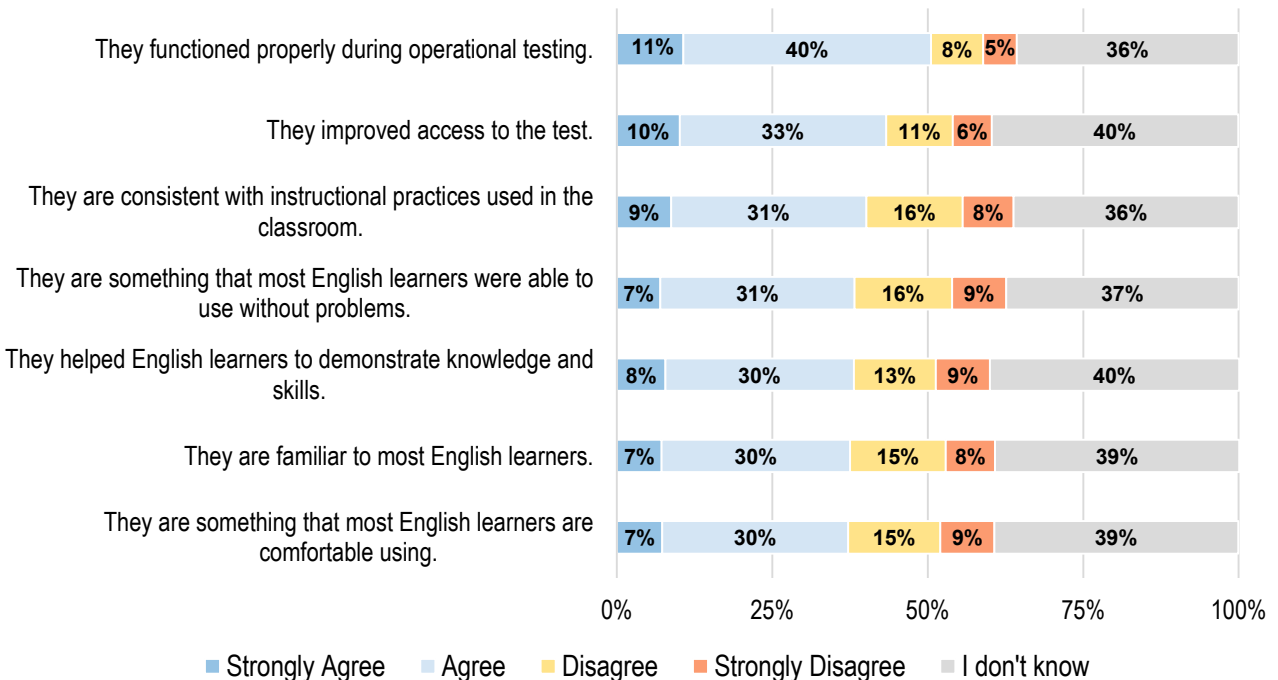 They functioned properly during operational testing.
11% 40% 8% 5% 36%
They improved access to the test.
10% 33% 11% 6% 40%
They are consistent with instructional practices used in the
classroom.
9% 31% 16% 8% 36%
They are something that most English learners were able to
use without problems.
7% 31% 16% 9% 37%
They helped English learners to demonstrate knowledge and
skills.
8% 30% 13% 9% 40%
They are familiar to most English learners.
7% 30% 15% 8% 39%
They are something that most English learners are
comfortable using.
7% 30% 15% 9% 39%
0% 25% 50% 75% 100%
Strongly Agree Agree Disagree Strongly Disagree I don't know